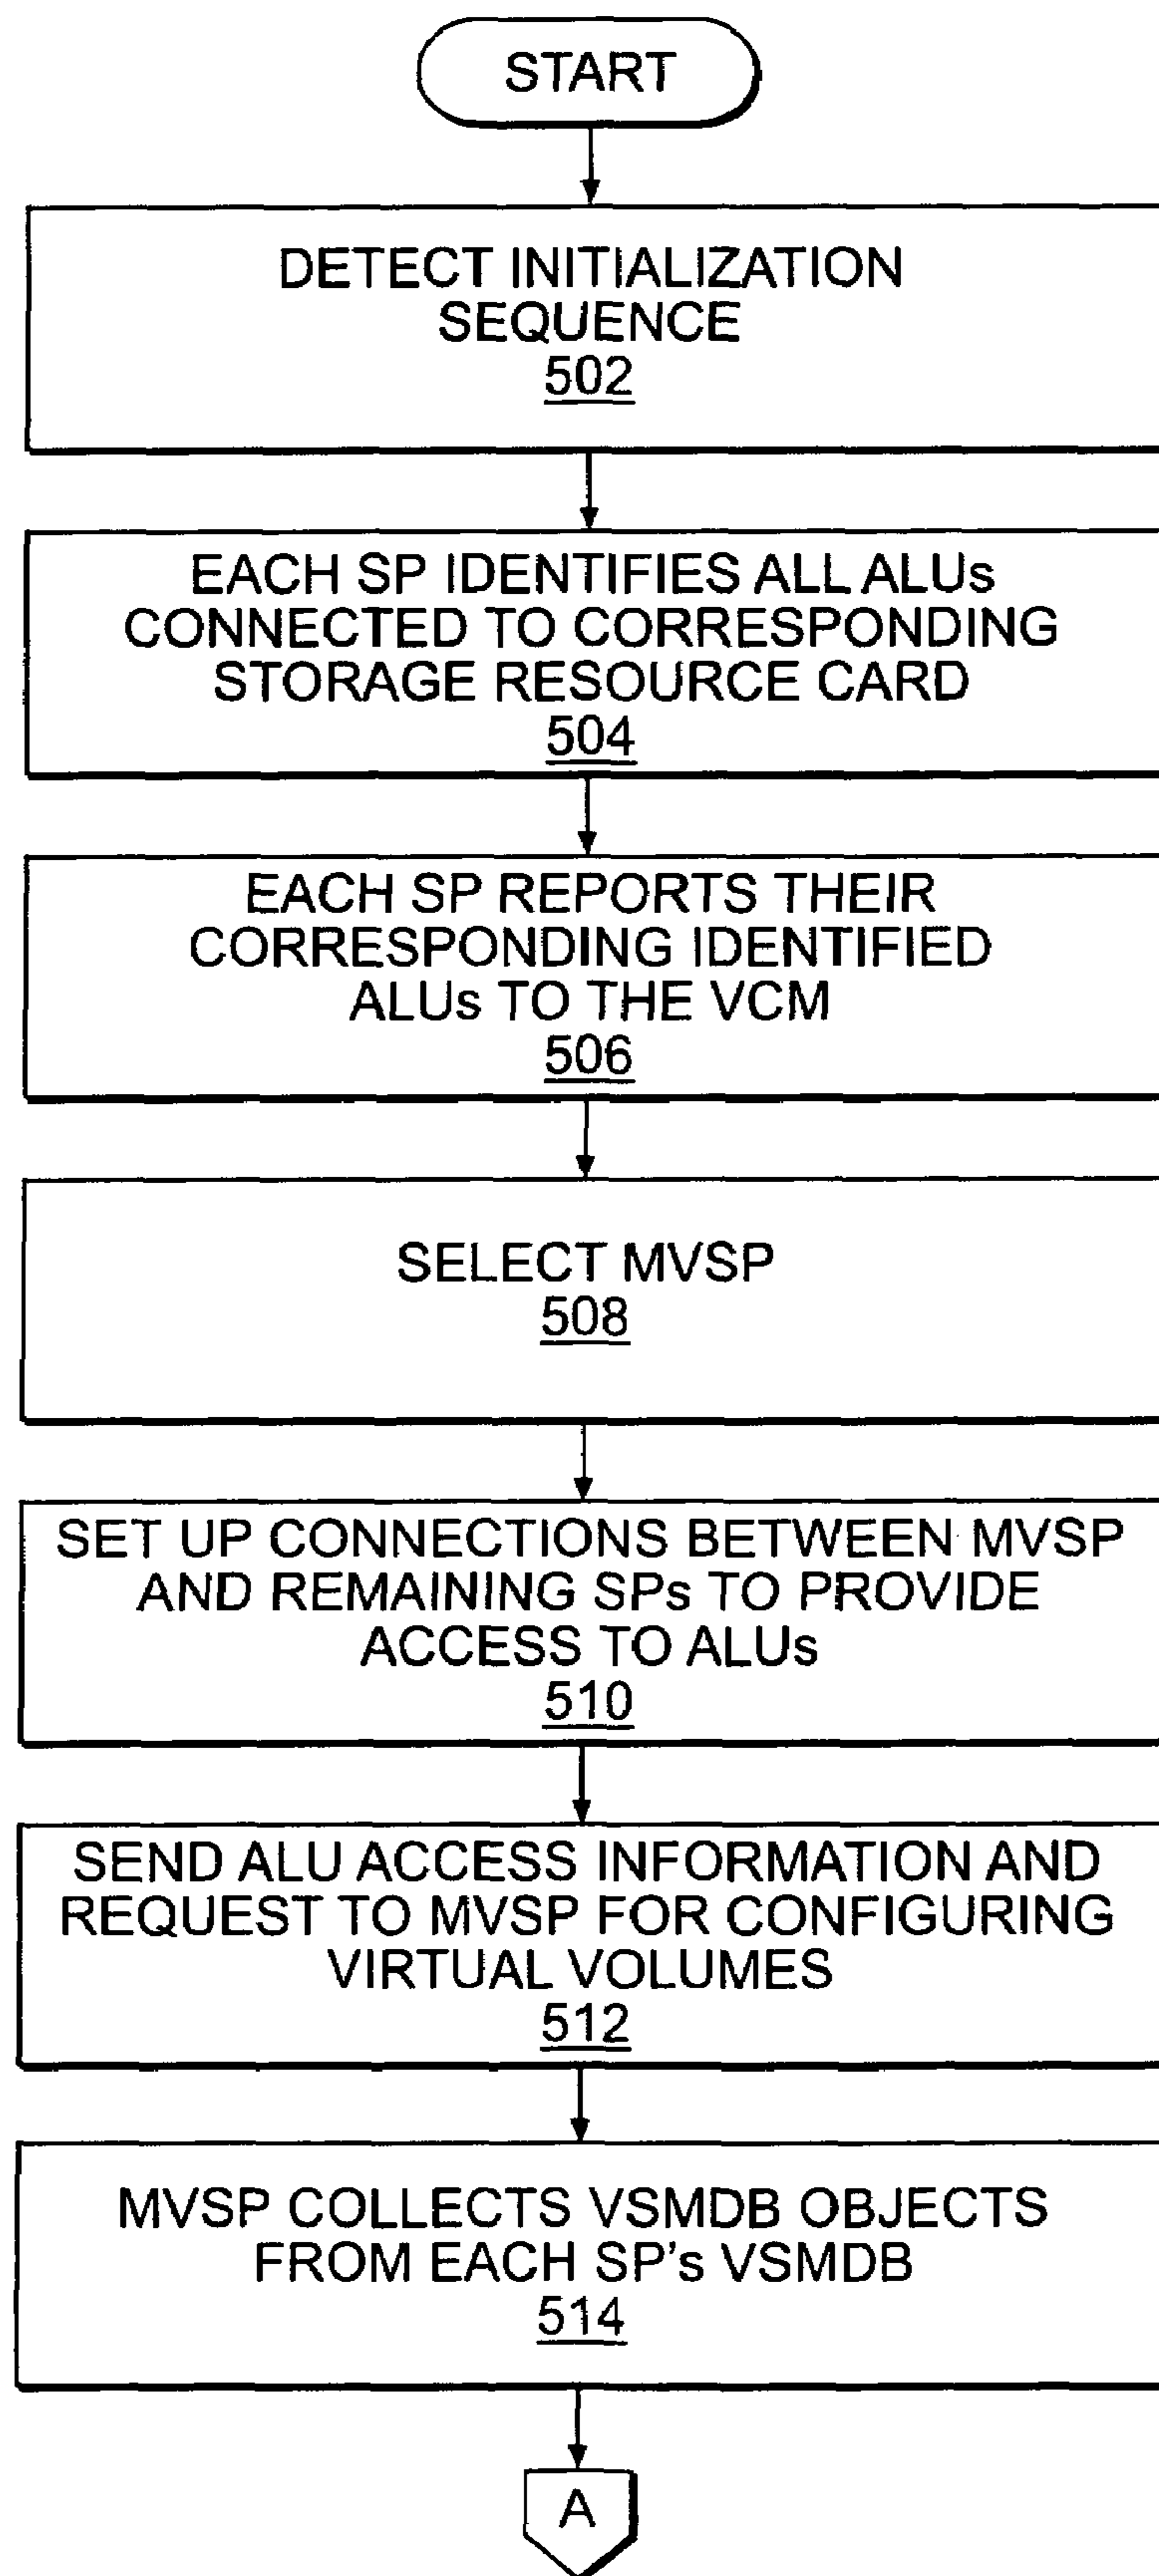 START
DETECT INITIALIZATION
SEQUENCE
502
EACH SP IDENTIFIES ALL ALUs
CONNECTED TO CORRESPONDING
STORAGE RESOURCE CARD
504
EACH SP REPORTS THEIR
CORRESPONDING IDENTIFIED
ALUs TO THE VCM
506
SELECT MVSP
508
SET UP CONNECTIONS BETWEEN MVSP
AND REMAINING SPs TO PROVIDE
ACCESS TO ALUs
510
SEND ALU ACCESS INFORMATION AND
REQUEST TO MVSP FOR CONFIGURING
VIRTUAL VOLUMES
512
MVSP COLLECTS VSMDB OBJECTS
FROM EACH SP's VSMDB
514
A